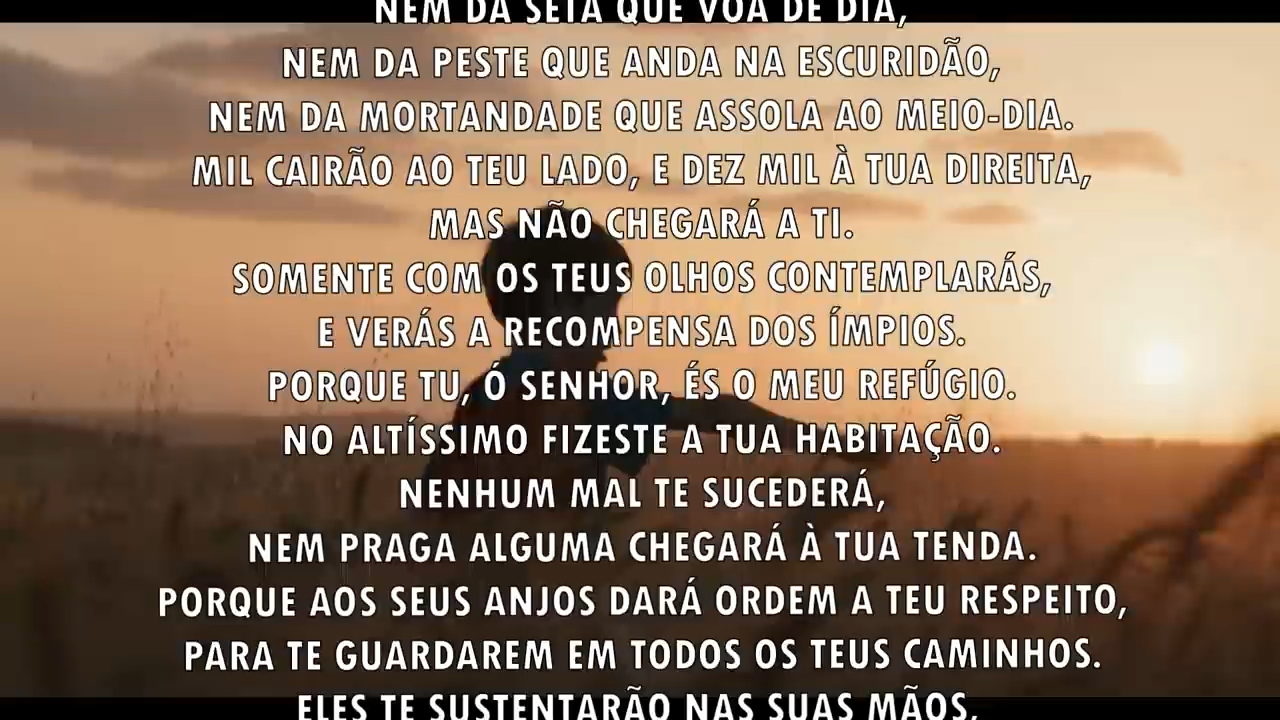 NEM DA SETA QUE VOA DE DIA,
NEM DA PESTE QUE ANDA NA ESCURIDÃO,
NEM DA MORTANDADE QUE ASSOLA AO MEIO-DIA.
MIL CAIRÃO AO TEU LADO, E DEZ MIL À TUA DIREITA,
MAS NÃO CHEGARÁ A TI.
SOMENTE COM OS TEUS OLHOS CONTEMPLARÁS,
E VERÁS A RECOMPENSA DOS ÍMPIOS.
PORQUE TU, Ó SENHOR, ÉS O MEU REFÚGIO.
NO ALTÍSSIMO FIZESTE A TUA HABITAÇÃO.
NENHUM MAL TE SUCEDERÁ,
NEM PRAGA ALGUMA CHEGARÁ À TUA TENDA.
PORQUE AOS SEUS ANJOS DARÁ ORDEM A TEU RESPEITO,
PARA TE GUARDAREM EM TODOS OS TEUS CAMINHOS.
ELES TE SUSTENTARÃO NAS SUAS MÃOS,